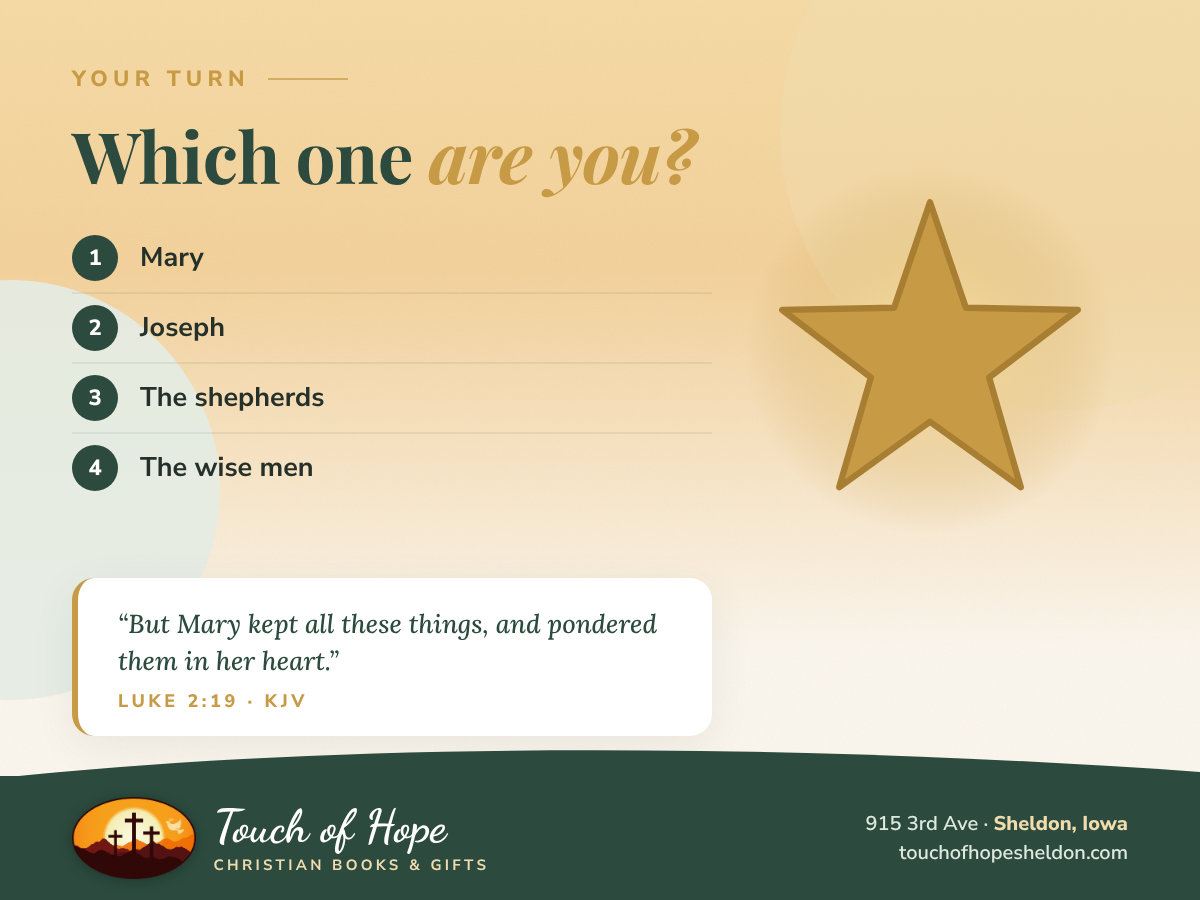 YOUR TURN
Which one are you?
1 Mary
2 Joseph
3 The shepherds
4 The wise men
“But Mary kept all these things, and pondered
them in her heart.”
LUKE 2:19 · KJV
Touch of Hope
CHRISTIAN BOOKS & GIFTS
915 3rd Ave · Sheldon, Iowa
touchofhopesheldon.com